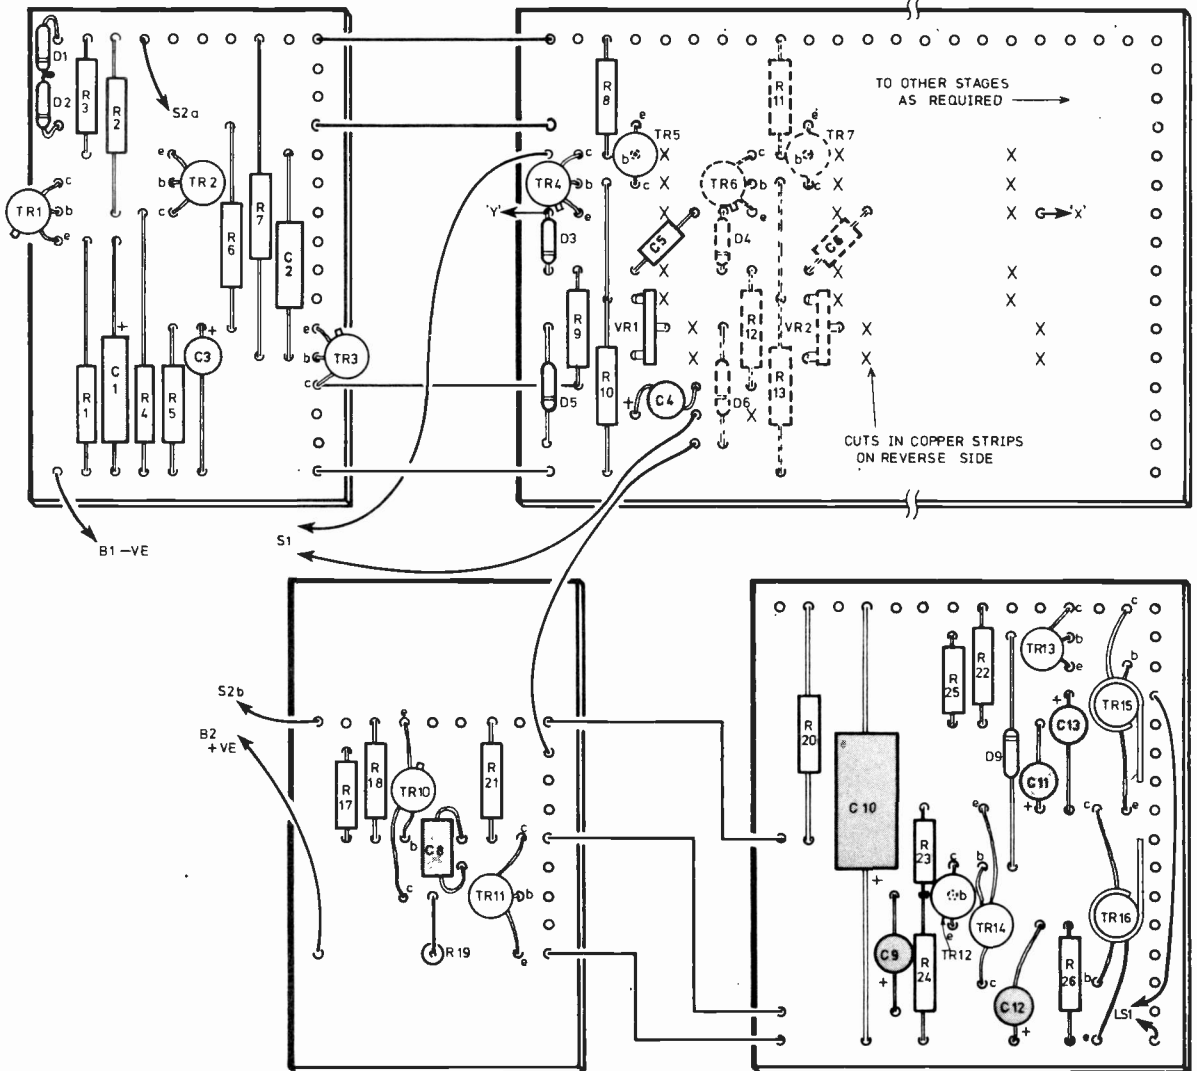 D1
D2
R3
R2
S2a
e
b
c
TR2
TR1
c
b
e
R6
R7
C2
+
C1
R1
R4
R5
+
C3
e
b
c
TR3
B1 –VE
S1
R8
TR5
e
b
c
R11
TR7
e
b
c
TO OTHER STAGES
AS REQUIRED
TR4
c
b
e
'Y'
D3
C5
TR6
c
b
e
D4
C6
'X'
R9
R10
VR1
R12
VR2
R13
D5
+
C4
D6
X
CUTS IN COPPER STRIPS
ON REVERSE SIDE
S2b
B2
+VE
R17
R18
e
TR10
b
c
C8
R21
c
TR11
b
e
R19
R20
C10
+
R25
R22
TR13
c
b
e
c
b
TR15
e
+
C13
D9
C11
+
R23
c
b
e
TR12
e
b
TR14
c
C9
+
R24
C12
+
R26
c
TR16
b
e
LS1